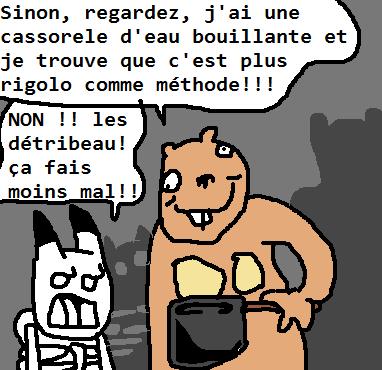 Sinon, regardez, j'ai une
cassorele d'eau bouillante et
je trouve que c'est plus
rigolo comme méthode!!!
NON !! les
détribeau!
ça fais
moins mal!!